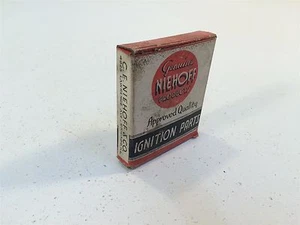 Genuine
NIEHOFF
Approved Quality
IGNITION PARTS
C.E. NIEHOFF & CO.